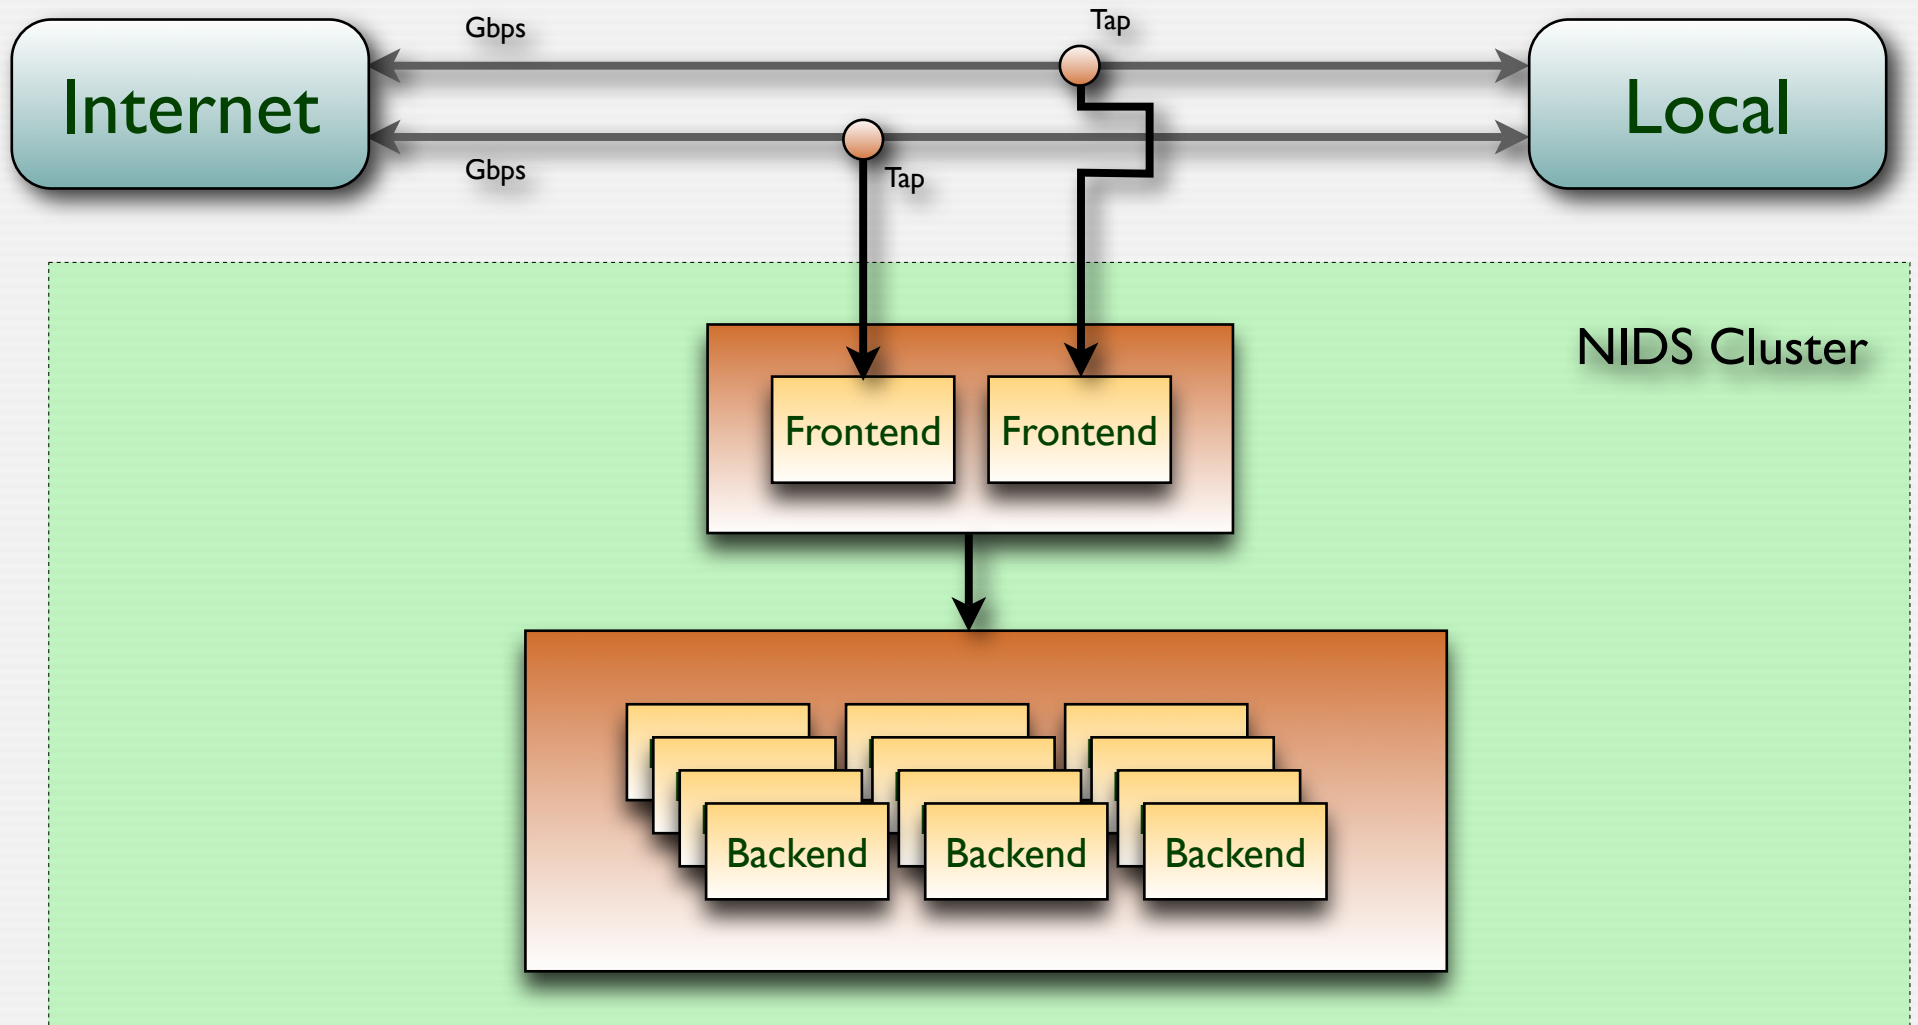 Gbps
Tap
Internet
Local
Gbps
Tap
NIDS Cluster
Frontend
Frontend
Backend
Backend
Backend